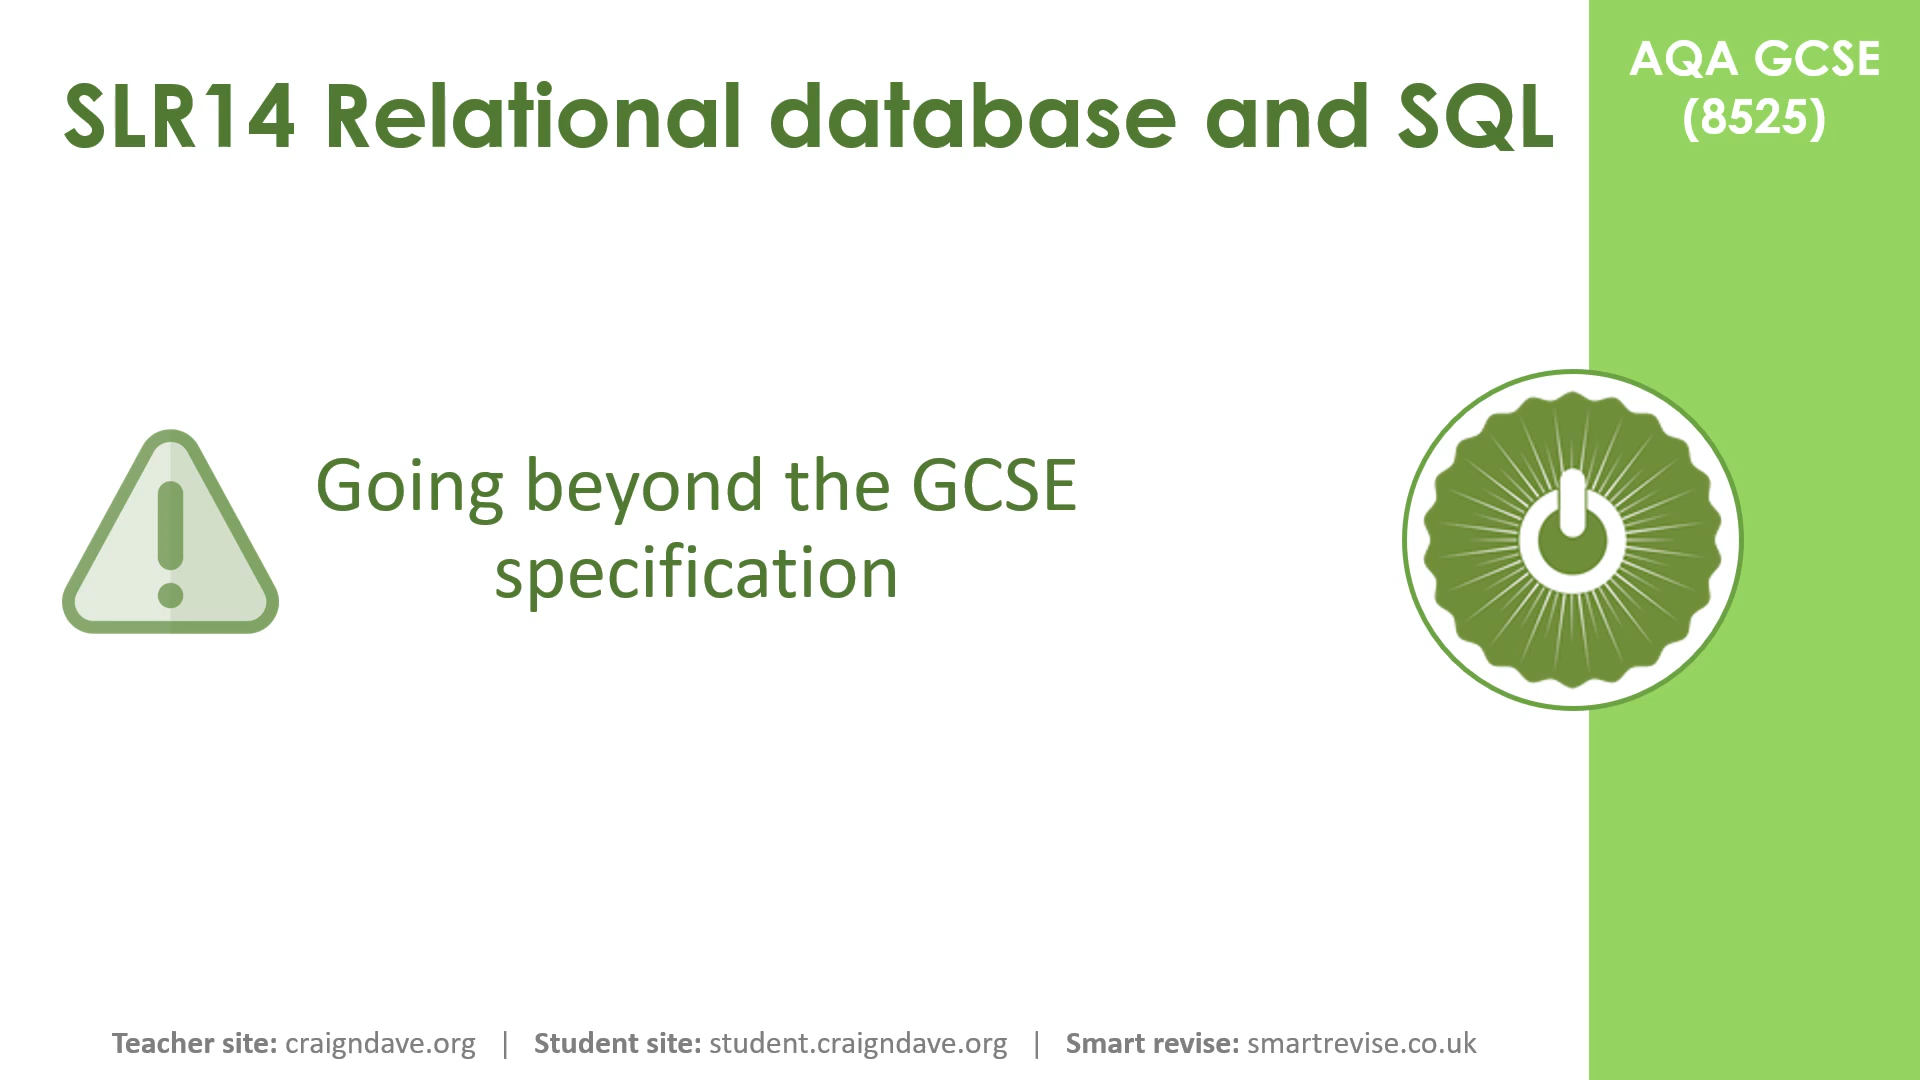 SLR14 Relational database and SQL
AQA GCSE
(8525)
Going beyond the GCSE
specification
Teacher site: craigndave.org | Student site: student.craigndave.org | Smart revise: smartrevise.co.uk